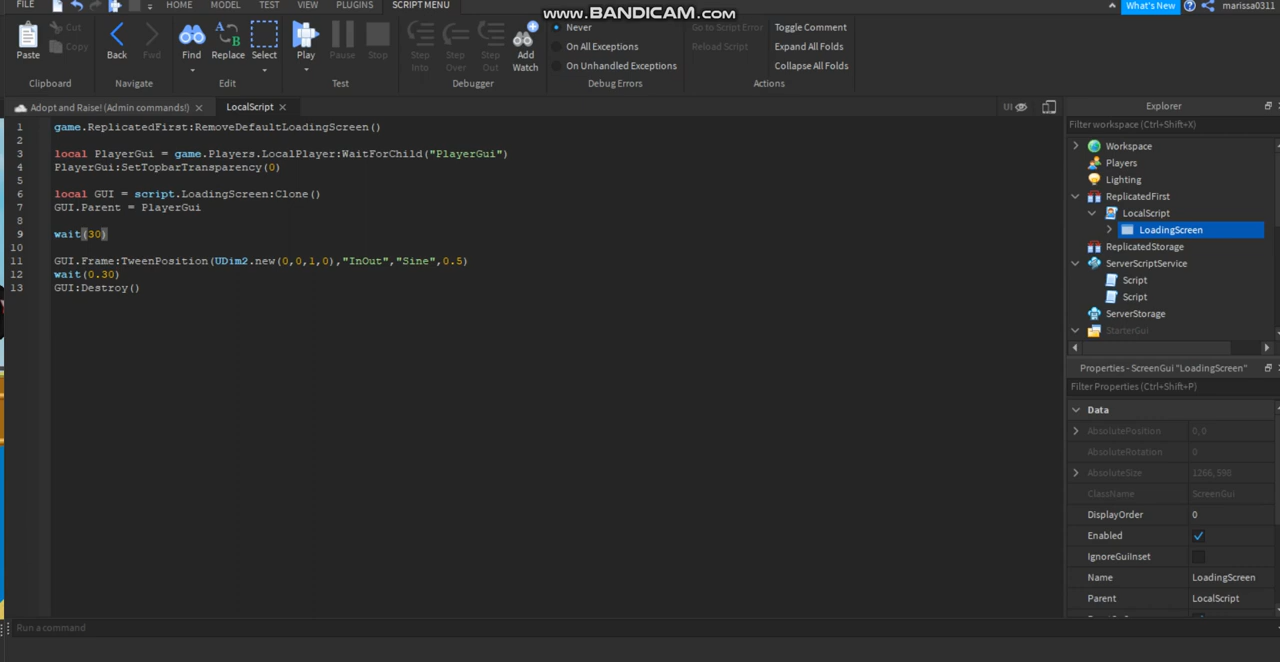 www.BANDICAM.com
FILE HOME MODEL TEST VIEW PLUGINS SCRIPT MENU What's New marissa0311
Paste Cut Copy Back Fwd Find Replace Select Play Pause Stop Step Into Step Over Step Out Add Watch
Never Go to Script Error Toggle Comment
On All Exceptions Reload Script Expand All Folds
On Unhandled Exceptions Collapse All Folds
Clipboard Navigate Edit Test Debugger Debug Errors Actions
Adopt and Raise! (Admin commands!) LocalScript UI Explorer
Filter workspace (Ctrl+Shift+X)
1 game.ReplicatedFirst:RemoveDefaultLoadingScreen()
2
3 local PlayerGui = game.Players.LocalPlayer:WaitForChild("PlayerGui")
4 PlayerGui:SetTopbarTransparency(0)
5
6 local GUI = script.LoadingScreen:Clone()
7 GUI.Parent = PlayerGui
8
9 wait(30)
10
11 GUI.Frame:TweenPosition(UDim2.new(0,0,1,0),"InOut","Sine",0.5)
12 wait(0.30)
13 GUI:Destroy()
Workspace
Players
Lighting
ReplicatedFirst
LocalScript
LoadingScreen
ReplicatedStorage
ServerScriptService
Script
Script
ServerStorage
StarterGui
Properties - ScreenGui "LoadingScreen"
Filter Properties (Ctrl+Shift+P)
Data
AbsolutePosition 0, 0
AbsoluteRotation 0
AbsoluteSize 1266, 590
ClassName ScreenGui
DisplayOrder 0
Enabled
IgnoreGuiInset
Name LoadingScreen
Parent LocalScript
Run a command